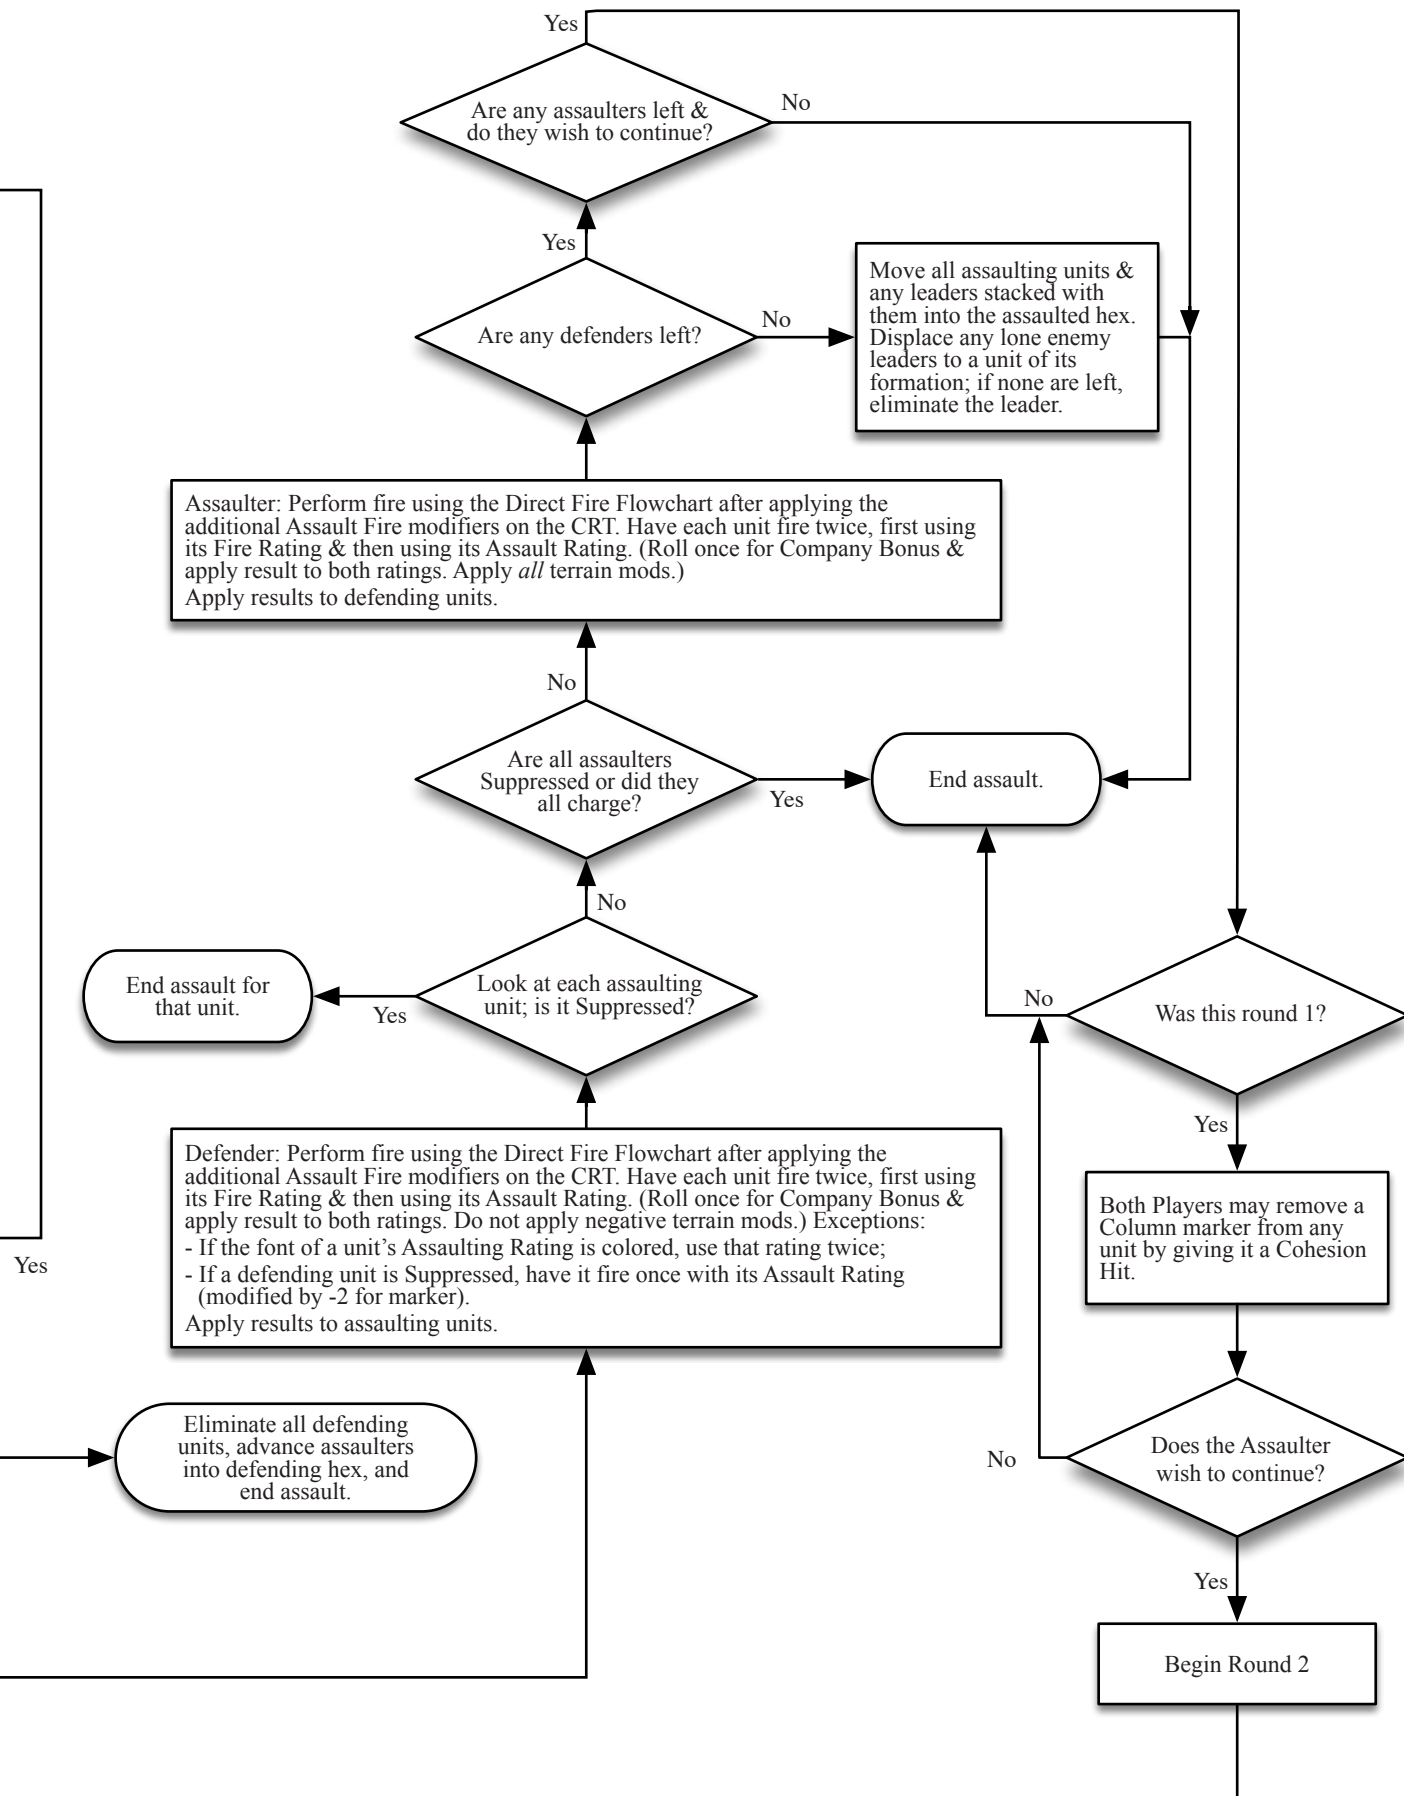 Yes
Are any assaulters left &
do they wish to continue?
No
Yes
Are any defenders left?
No
Move all assaulting units &
any leaders stacked with
them into the assaulted hex.
Displace any lone enemy
leaders to a unit of its
formation; if none are left,
eliminate the leader.
Assaulter: Perform fire using the Direct Fire Flowchart after applying the
additional Assault Fire modifiers on the CRT. Have each unit fire twice, first using
its Fire Rating & then using its Assault Rating. (Roll once for Company Bonus &
apply result to both ratings. Apply all terrain mods.)
Apply results to defending units.
No
Are all assaulters
Suppressed or did they
all charge?
Yes
End assault.
No
End assault for
that unit.
Yes
Look at each assaulting
unit; is it Suppressed?
No
Was this round 1?
Yes
Defender: Perform fire using the Direct Fire Flowchart after applying the
additional Assault Fire modifiers on the CRT. Have each unit fire twice, first using
its Fire Rating & then using its Assault Rating. (Roll once for Company Bonus &
apply result to both ratings. Do not apply negative terrain mods.) Exceptions:
- If the font of a unit’s Assaulting Rating is colored, use that rating twice;
- If a defending unit is Suppressed, have it fire once with its Assault Rating
(modified by -2 for marker).
Apply results to assaulting units.
Both Players may remove a
Column marker from any
unit by giving it a Cohesion
Hit.
Yes
Eliminate all defending
units, advance assaulters
into defending hex, and
end assault.
No
Does the Assaulter
wish to continue?
Yes
Begin Round 2